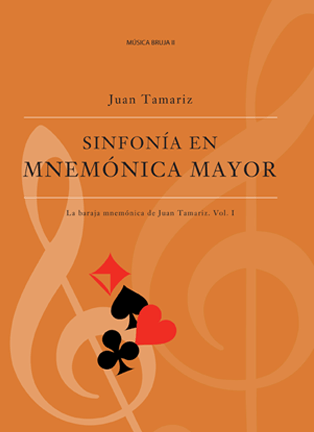 MÚSICA BRUJA II
Juan Tamariz
SINFONÍA EN
MNEMÓNICA MAYOR
La baraja mnemónica de Juan Tamariz. Vol. I